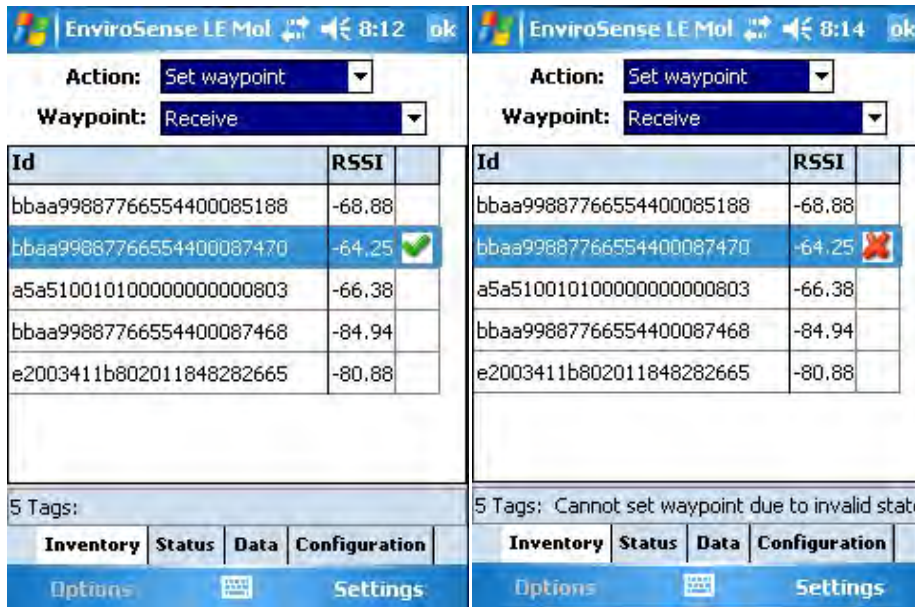 EnviroSense LE Mol 8:12 ok
Action: Set waypoint
Waypoint: Receive
Id RSSI
bbaa99887766554400085188 -68.88
bbaa99887766554400087470 -64.25
a5a5100101000000000000803 -66.38
bbaa99887766554400087468 -84.94
e2003411b802011848282665 -80.88
5 Tags:
Inventory Status Data Configuration
Options Settings
EnviroSense LE Mol 8:14 ok
Action: Set waypoint
Waypoint: Receive
Id RSSI
bbaa99887766554400085188 -68.88
bbaa99887766554400087470 -64.25
a5a5100101000000000000803 -66.38
bbaa99887766554400087468 -84.94
e2003411b802011848282665 -80.88
5 Tags: Cannot set waypoint due to invalid stat
Inventory Status Data Configuration
Options Settings